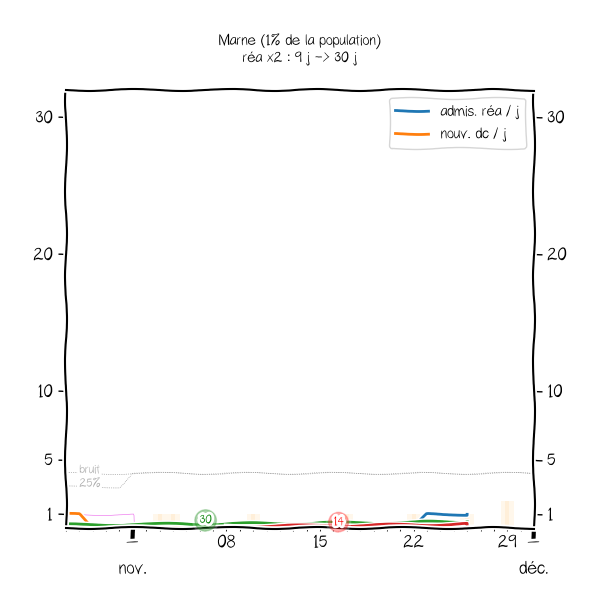 Marne (1% de la population)
réa x2 : 9 j -> 30 j
admis. réa / j
nouv. dc / j
30
30
20
20
10
10
5
5
bruit
25%
1
1
30
14
08
15
22
29
nov.
déc.